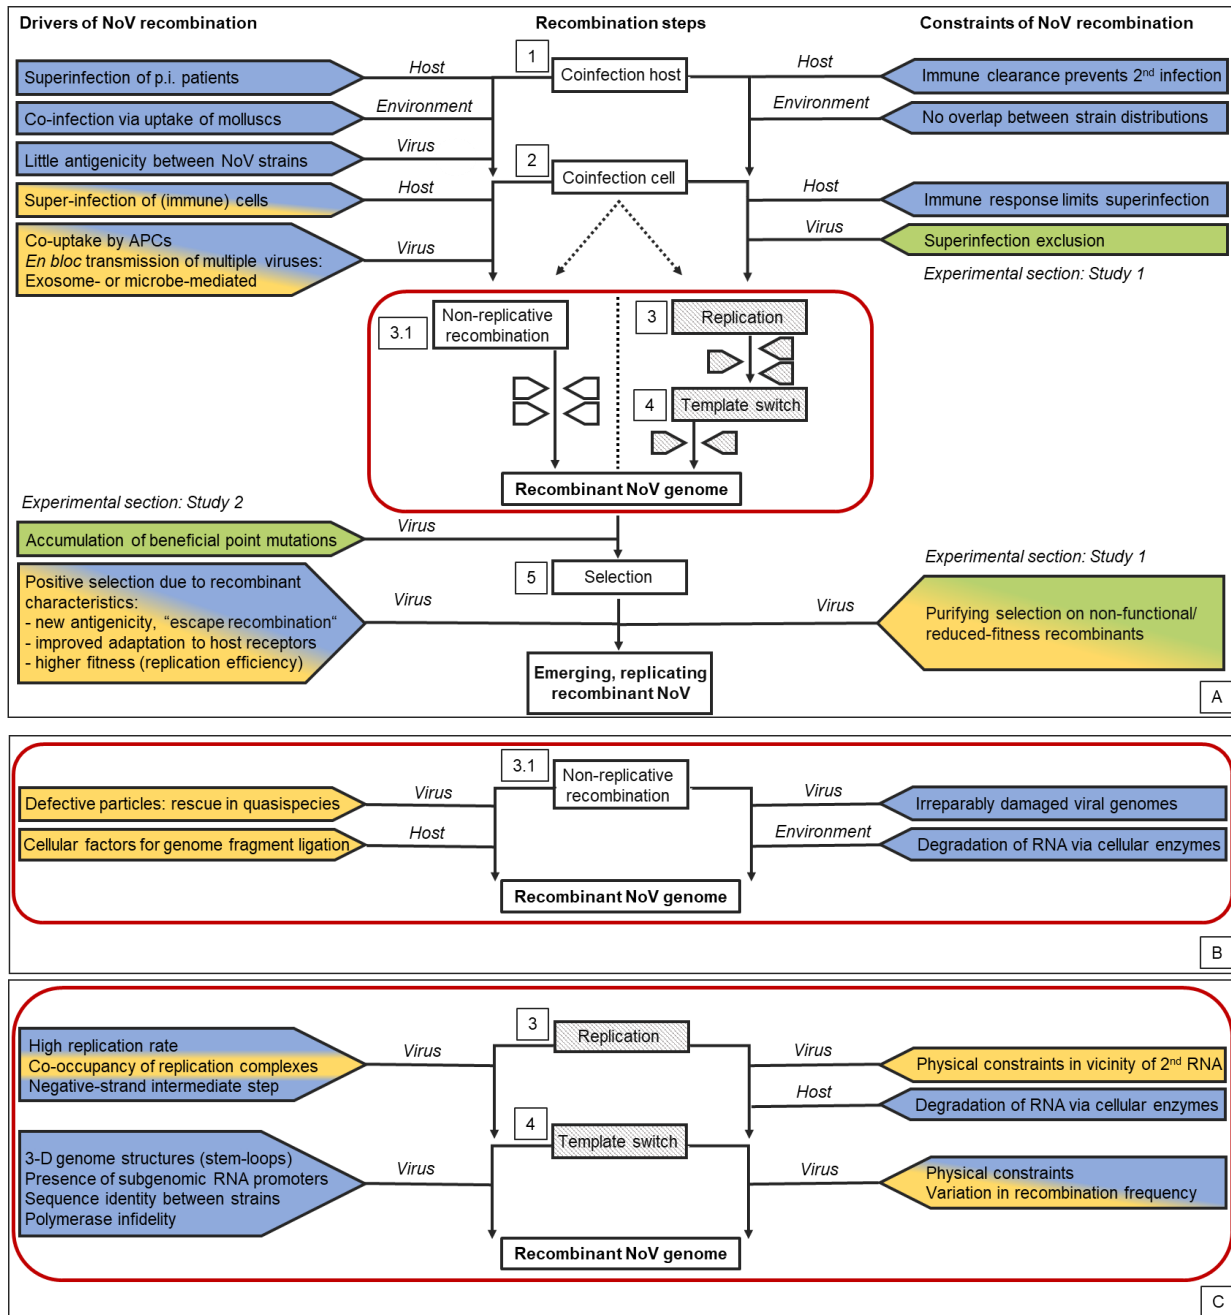 Drivers of NoV recombination
Recombination steps
Constraints of NoV recombination
1
Coinfection host
Superinfection of p.i. patients
Host
Host
Immune clearance prevents 2nd infection
Co-infection via uptake of molluscs
Environment
Environment
No overlap between strain distributions
Little antigenicity between NoV strains
Virus
2
Coinfection cell
Super-infection of (immune) cells
Host
Host
Immune response limits superinfection
Co-uptake by APCs
En bloc transmission of multiple viruses:
Exosome- or microbe-mediated
Virus
Virus
Superinfection exclusion
Experimental section: Study 1
3.1
Non-replicative
recombination
3
Replication
4
Template switch
Recombinant NoV genome
Experimental section: Study 2
Accumulation of beneficial point mutations
Virus
5
Selection
Experimental section: Study 1
Positive selection due to recombinant
characteristics:
- new antigenicity, "escape recombination"
- improved adaptation to host receptors
- higher fitness (replication efficiency)
Virus
Virus
Purifying selection on non-functional/
reduced-fitness recombinants
Emerging, replicating
recombinant NoV
A
3.1
Non-replicative
recombination
Defective particles: rescue in quasispecies
Virus
Virus
Irreparably damaged viral genomes
Cellular factors for genome fragment ligation
Host
Environment
Degradation of RNA via cellular enzymes
Recombinant NoV genome
B
3
Replication
High replication rate
Co-occupancy of replication complexes
Negative-strand intermediate step
Virus
Virus
Physical constraints in vicinity of 2nd RNA
Host
Degradation of RNA via cellular enzymes
4
Template switch
3-D genome structures (stem-loops)
Presence of subgenomic RNA promoters
Sequence identity between strains
Polymerase infidelity
Virus
Virus
Physical constraints
Variation in recombination frequency
Recombinant NoV genome
C